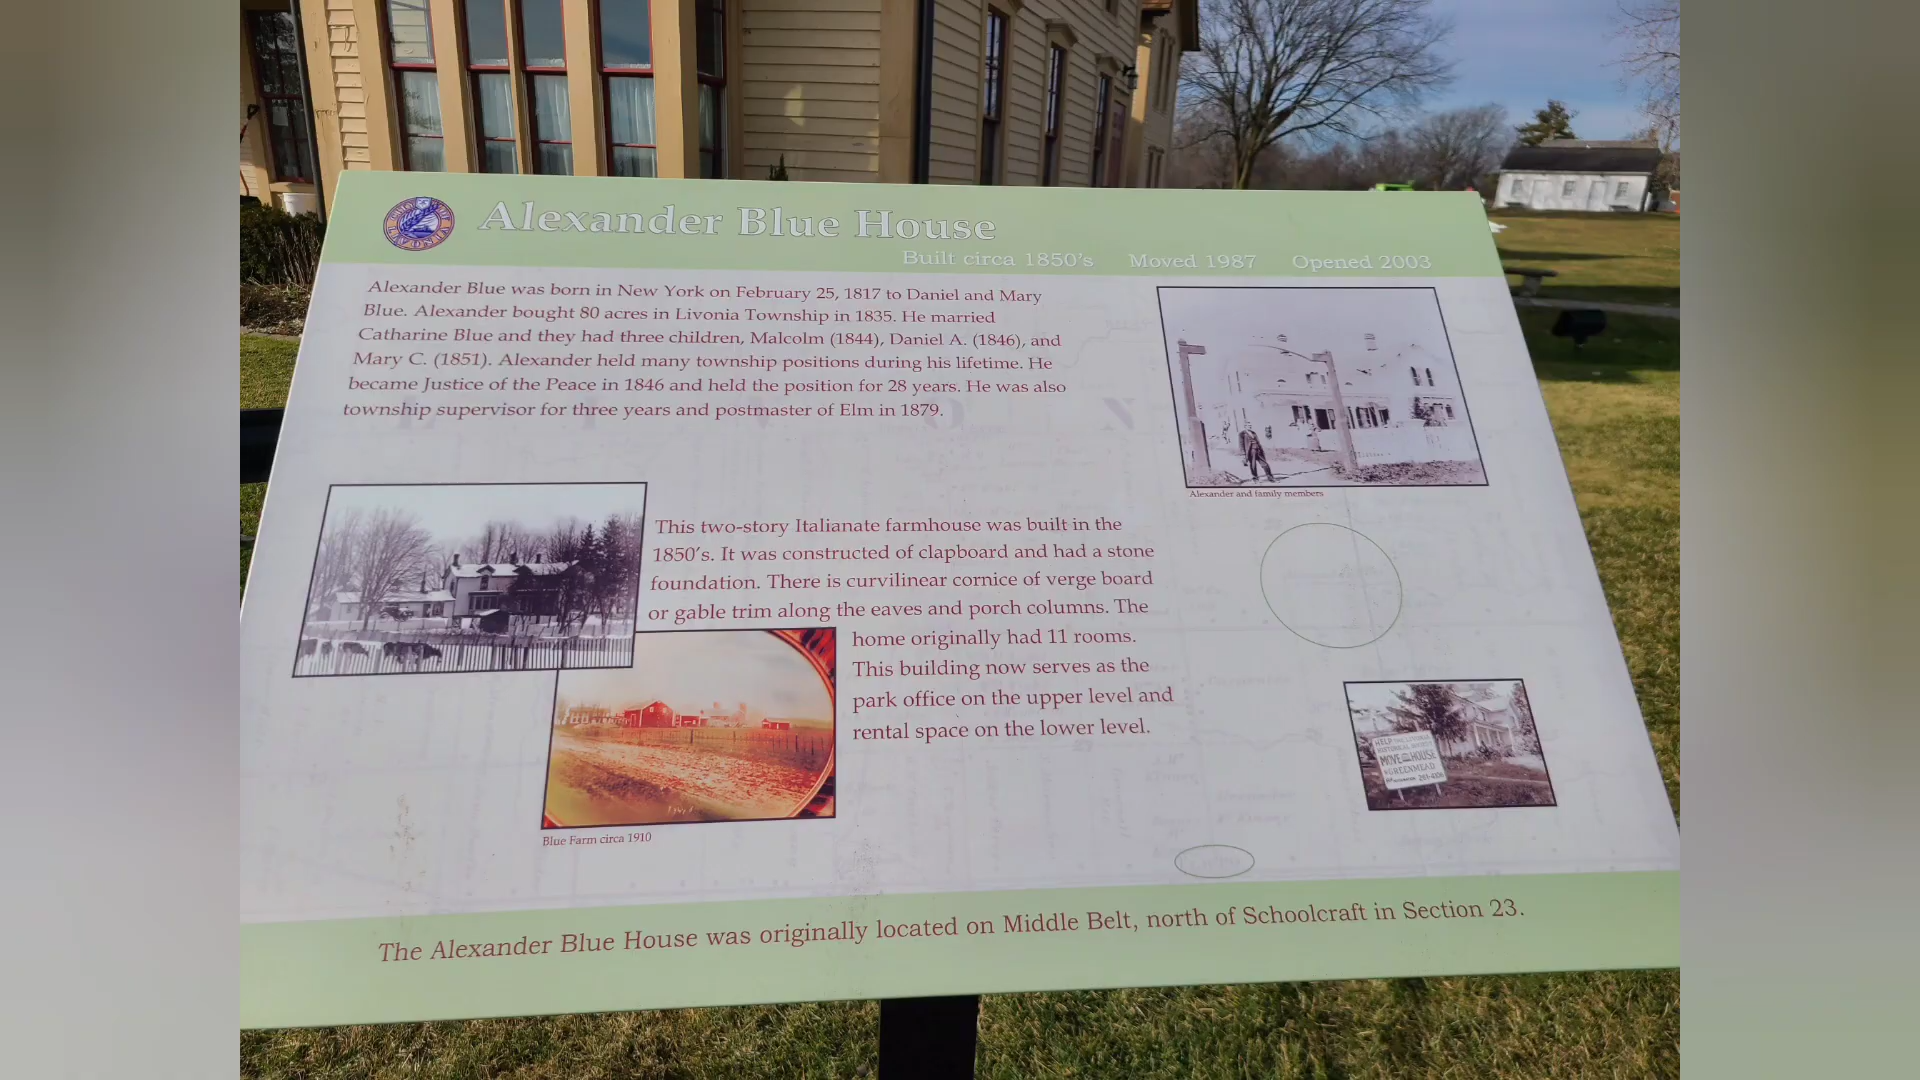 Alexander Blue House
Built circa 1850's Moved 1987 Opened 2003
LIVONIA
Alexander Blue was born in New York on February 25, 1817 to Daniel and Mary
Blue. Alexander bought 80 acres in Livonia Township in 1835. He married
Catharine Blue and they had three children, Malcolm (1844), Daniel A. (1846), and
Mary C. (1851). Alexander held many township positions during his lifetime. He
became Justice of the Peace in 1846 and held the position for 28 years. He was also
township supervisor for three years and postmaster of Elm in 1879.
Alexander and family members
This two-story Italianate farmhouse was built in the
1850's. It was constructed of clapboard and had a stone
foundation. There is curvilinear cornice of verge board
or gable trim along the eaves and porch columns. The
home originally had 11 rooms.
This building now serves as the
park office on the upper level and
rental space on the lower level.
Blue Farm circa 1910
HELP
HISTORICAL
MOVE HOUSE
GREENMEAD
The Alexander Blue House was originally located on Middle Belt, north of Schoolcraft in Section 23.